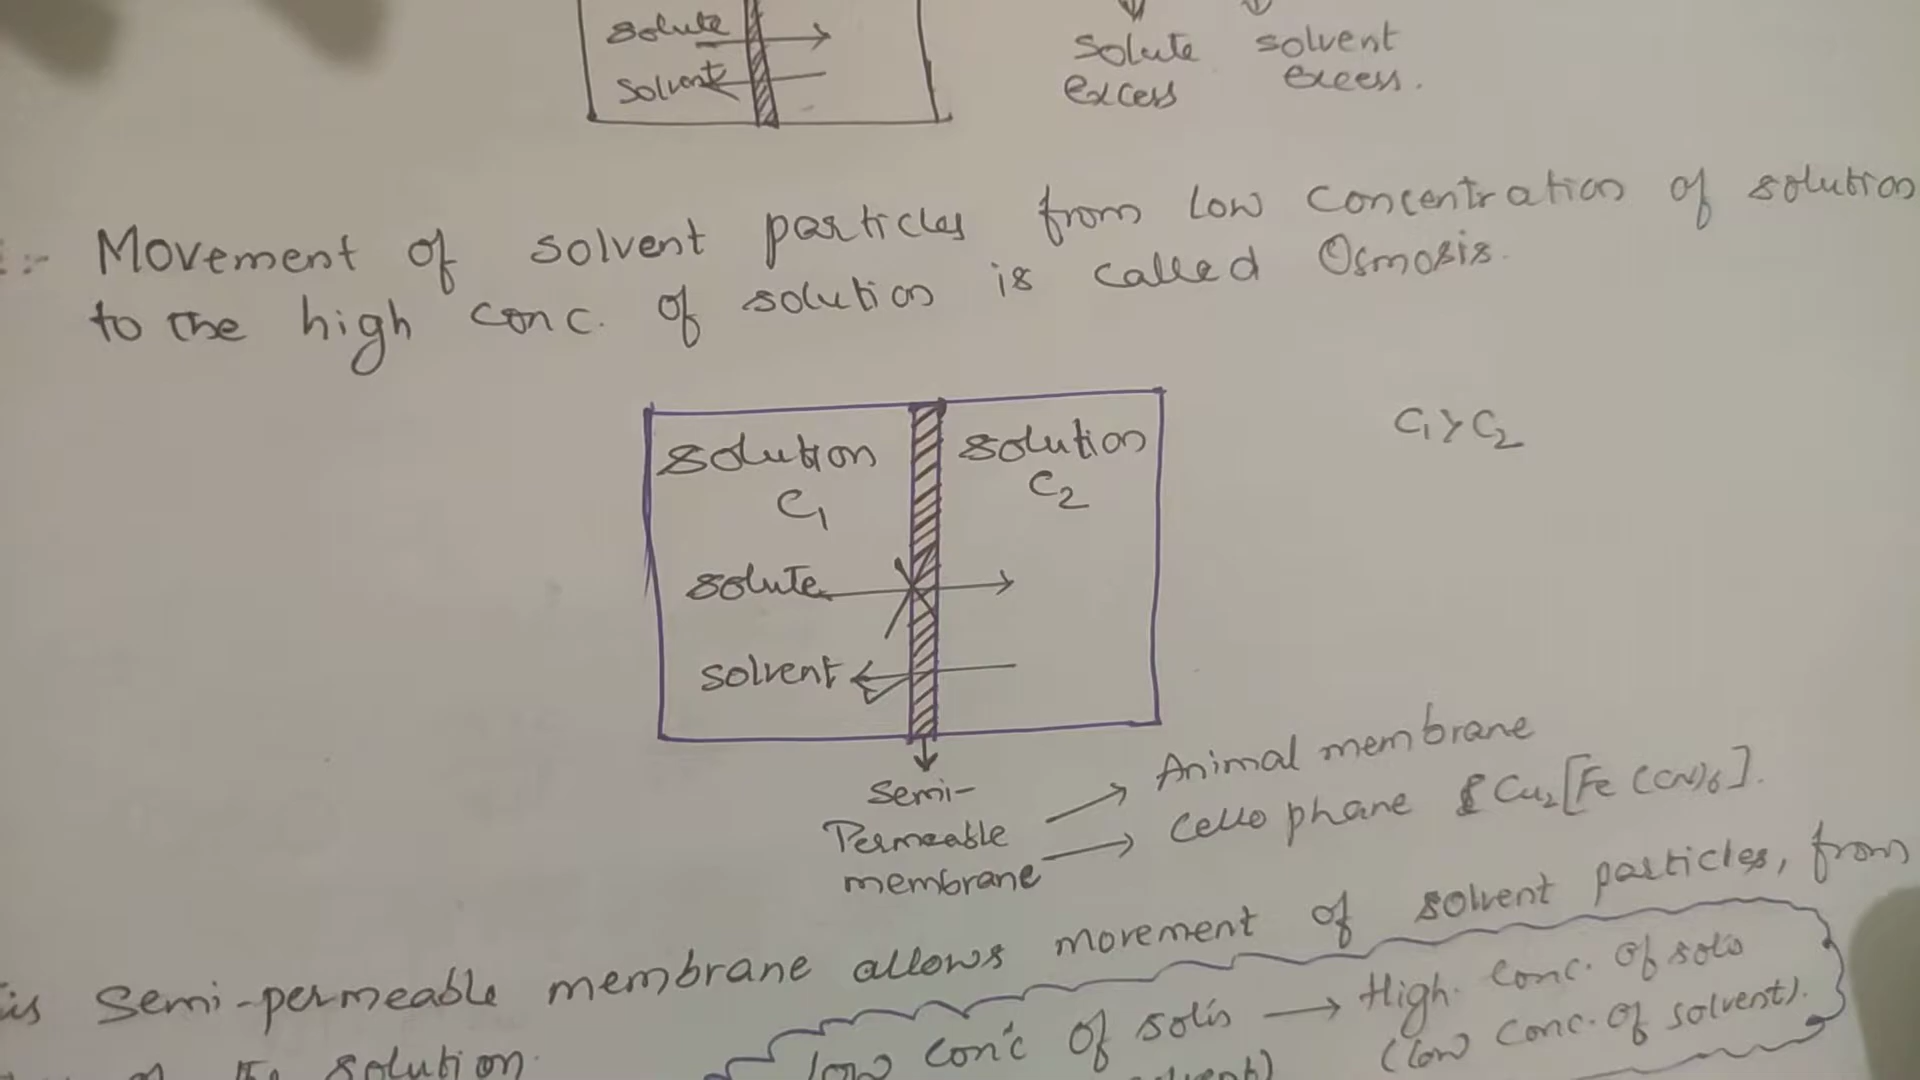 solute
solvent
solute solvent
excess excess.
:- Movement of solvent particles from low concentration of solution
to the high conc. of solution is called Osmosis.
solution solution
C₁ C₂
C₁ > C₂
solute
solvent
Semi-
Permeable
membrane
Animal membrane
Cellophane & Cu₂[Fe(CN)6].
is semi-permeable membrane allows movement of solvent particles, from
low conc of soln → High. conc. of soln
(low conc. of solvent).
solution.